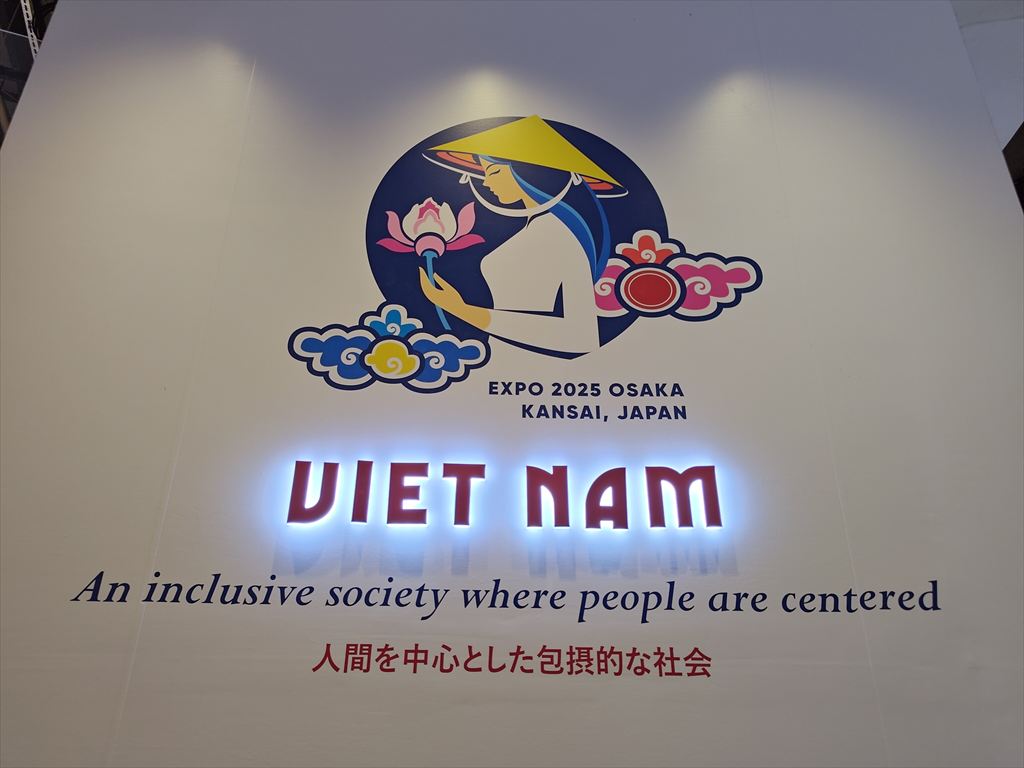 EXPO 2025 OSAKA
KANSAI, JAPAN
VIET NAM
An inclusive society where people are centered
人間を中心とした包摂的な社会